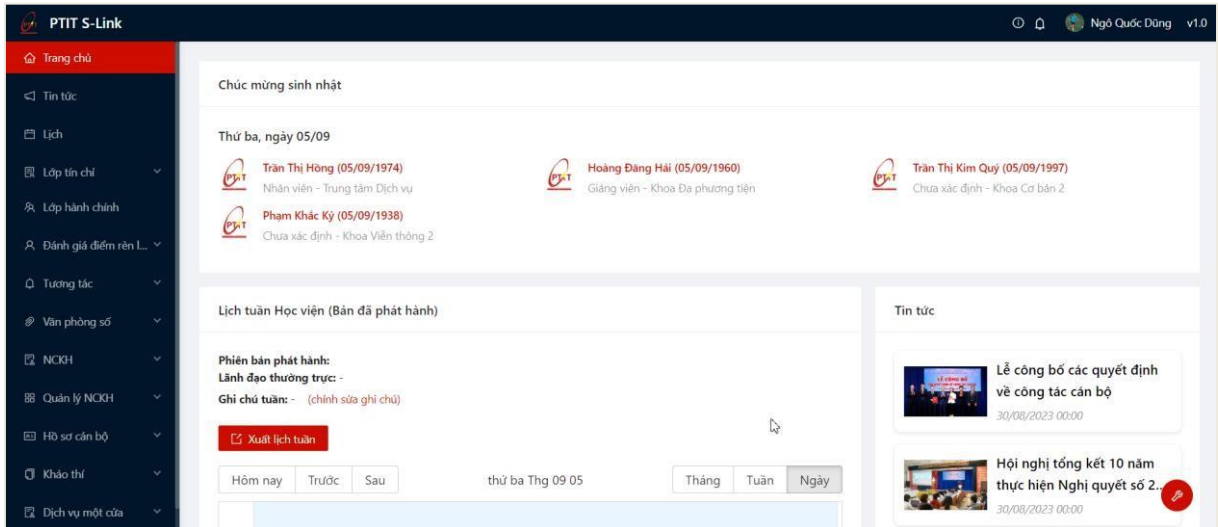 PTIT S-Link
Ngô Quốc Dũng v1.0
Trang chủ
Tin tức
Lịch
Lớp tín chỉ
Lớp hành chính
Đánh giá điểm rèn l...
Tương tác
Văn phòng số
NCKH
Quản lý NCKH
Hồ sơ cán bộ
Khảo thí
Dịch vụ một cửa
Chúc mừng sinh nhật
Thứ ba, ngày 05/09
PTIT
Trần Thị Hồng (05/09/1974)
Nhân viên - Trung tâm Dịch vụ
PTIT
Hoàng Đăng Hải (05/09/1960)
Giảng viên - Khoa Đa phương tiện
PTIT
Trần Thị Kim Quý (05/09/1997)
Chưa xác định - Khoa Cơ bản 2
PTIT
Phạm Khắc Kỷ (05/09/1938)
Chưa xác định - Khoa Viễn thông 2
Lịch tuần Học viện (Bản đã phát hành)
Phiên bản phát hành:
Lãnh đạo thường trực: -
Ghi chú tuần: - (chỉnh sửa ghi chú)
Xuất lịch tuần
Hôm nay Trước Sau
thứ ba Thg 09 05
Tháng Tuần Ngày
Tin tức
LỄ CÔNG BỐ
Lễ công bố các quyết định
về công tác cán bộ
30/08/2023 00:00
Hội nghị tổng kết 10 năm
thực hiện Nghị quyết số 2...
30/08/2023 00:00